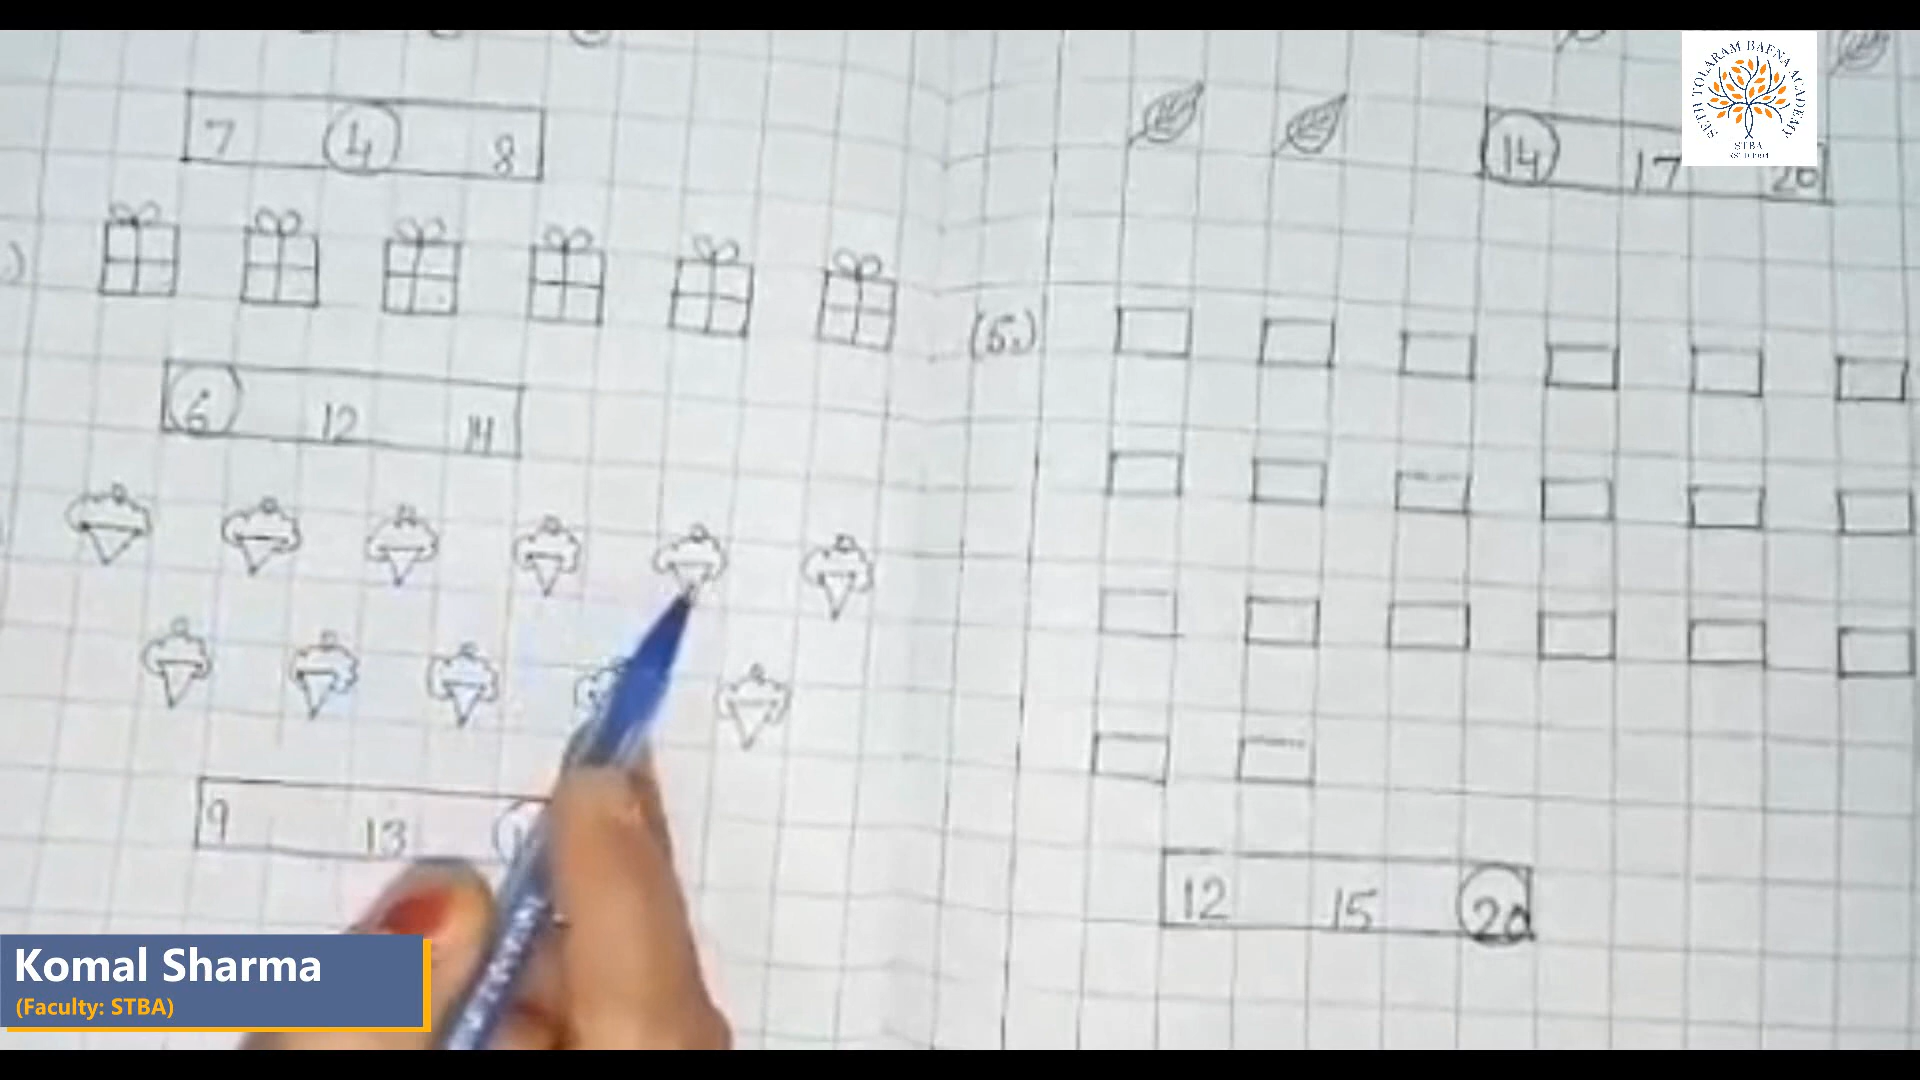 7 4 8
6 12 14
9 13
14 17 20
(5.)
12 15 20
SETH TOLARAM BAFNA ACADEMY
STBA
Komal Sharma
(Faculty: STBA)